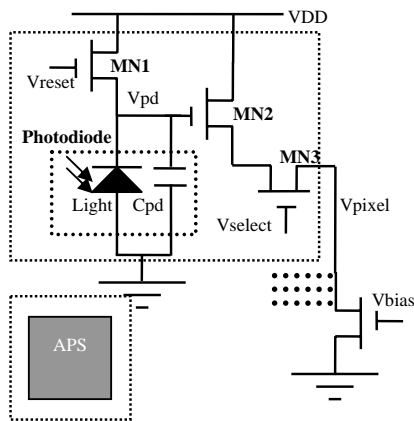 VDD
MN1
Vreset
Vpd
MN2
Photodiode
MN3
Light
Cpd
Vselect
Vpixel
Vbias
APS